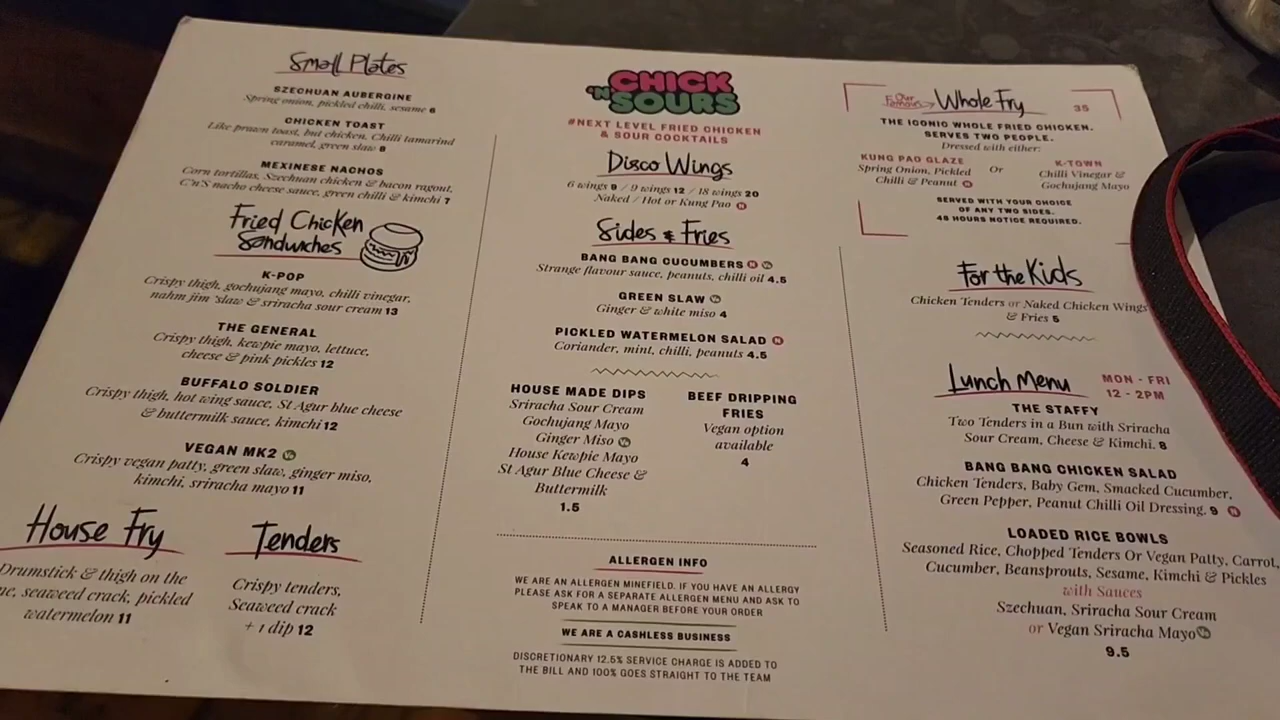 Small Plates
SZECHUAN AUBERGINE
Spring onion, pickled chilli, sesame 6
CHICKEN TOAST
Like prawn toast, but chicken. Chilli tamarind
caramel, green slaw 8
MEXINESE NACHOS
Corn tortillas, Szechuan chicken & bacon ragout,
C'n'S nacho cheese sauce, green chilli & kimchi 7
Fried Chicken
Sandwiches
K-POP
Crispy thigh, gochujang mayo, chilli vinegar,
nahm jim 'slaw & sriracha sour cream 13
THE GENERAL
Crispy thigh, kewpie mayo, lettuce,
cheese & pink pickles 12
BUFFALO SOLDIER
Crispy thigh, hot wing sauce, St Agur blue cheese
& buttermilk sauce, kimchi 12
VEGAN MK2 Ve
Crispy vegan patty, green slaw, ginger miso,
kimchi, sriracha mayo 11
House Fry
Drumstick & thigh on the
seaweed crack, pickled
watermelon 11
Tenders
Crispy tenders,
Seaweed crack
+ 1 dip 12
CHICK
'N SOURS
#NEXT LEVEL FRIED CHICKEN
& SOUR COCKTAILS
Disco Wings
6 wings 9 / 9 wings 12 / 18 wings 20
Naked / Hot or Kung Pao N
Sides & Fries
BANG BANG CUCUMBERS N Ve
Strange flavour sauce, peanuts, chilli oil 4.5
GREEN SLAW Ve
Ginger & white miso 4
PICKLED WATERMELON SALAD N
Coriander, mint, chilli, peanuts 4.5
HOUSE MADE DIPS
Sriracha Sour Cream
Gochujang Mayo
Ginger Miso Ve
House Kewpie Mayo
St Agur Blue Cheese &
Buttermilk
1.5
BEEF DRIPPING
FRIES
Vegan option
available
4
ALLERGEN INFO
WE ARE AN ALLERGEN MINEFIELD. IF YOU HAVE AN ALLERGY
PLEASE ASK FOR A SEPARATE ALLERGEN MENU AND ASK TO
SPEAK TO A MANAGER BEFORE YOUR ORDER
WE ARE A CASHLESS BUSINESS
DISCRETIONARY 12.5% SERVICE CHARGE IS ADDED TO
THE BILL AND 100% GOES STRAIGHT TO THE TEAM
Our Famous Whole Fry 35
THE ICONIC WHOLE FRIED CHICKEN.
SERVES TWO PEOPLE.
Dressed with either:
KUNG PAO GLAZE
Spring Onion, Pickled
Chilli & Peanut N
Or
K-TOWN
Chilli Vinegar &
Gochujang Mayo
SERVED WITH YOUR CHOICE
OF ANY TWO SIDES.
48 HOURS NOTICE REQUIRED.
For the Kids
Chicken Tenders or Naked Chicken Wings
& Fries 5
Lunch Menu MON - FRI
12 - 2PM
THE STAFFY
Two Tenders in a Bun with Sriracha
Sour Cream, Cheese & Kimchi. 8
BANG BANG CHICKEN SALAD
Chicken Tenders, Baby Gem, Smacked Cucumber,
Green Pepper, Peanut Chilli Oil Dressing. 9 N
LOADED RICE BOWLS
Seasoned Rice, Chopped Tenders Or Vegan Patty, Carrot,
Cucumber, Beansprouts, Sesame, Kimchi & Pickles
with Sauces
Szechuan, Sriracha Sour Cream
or Vegan Sriracha Mayo Ve
9.5